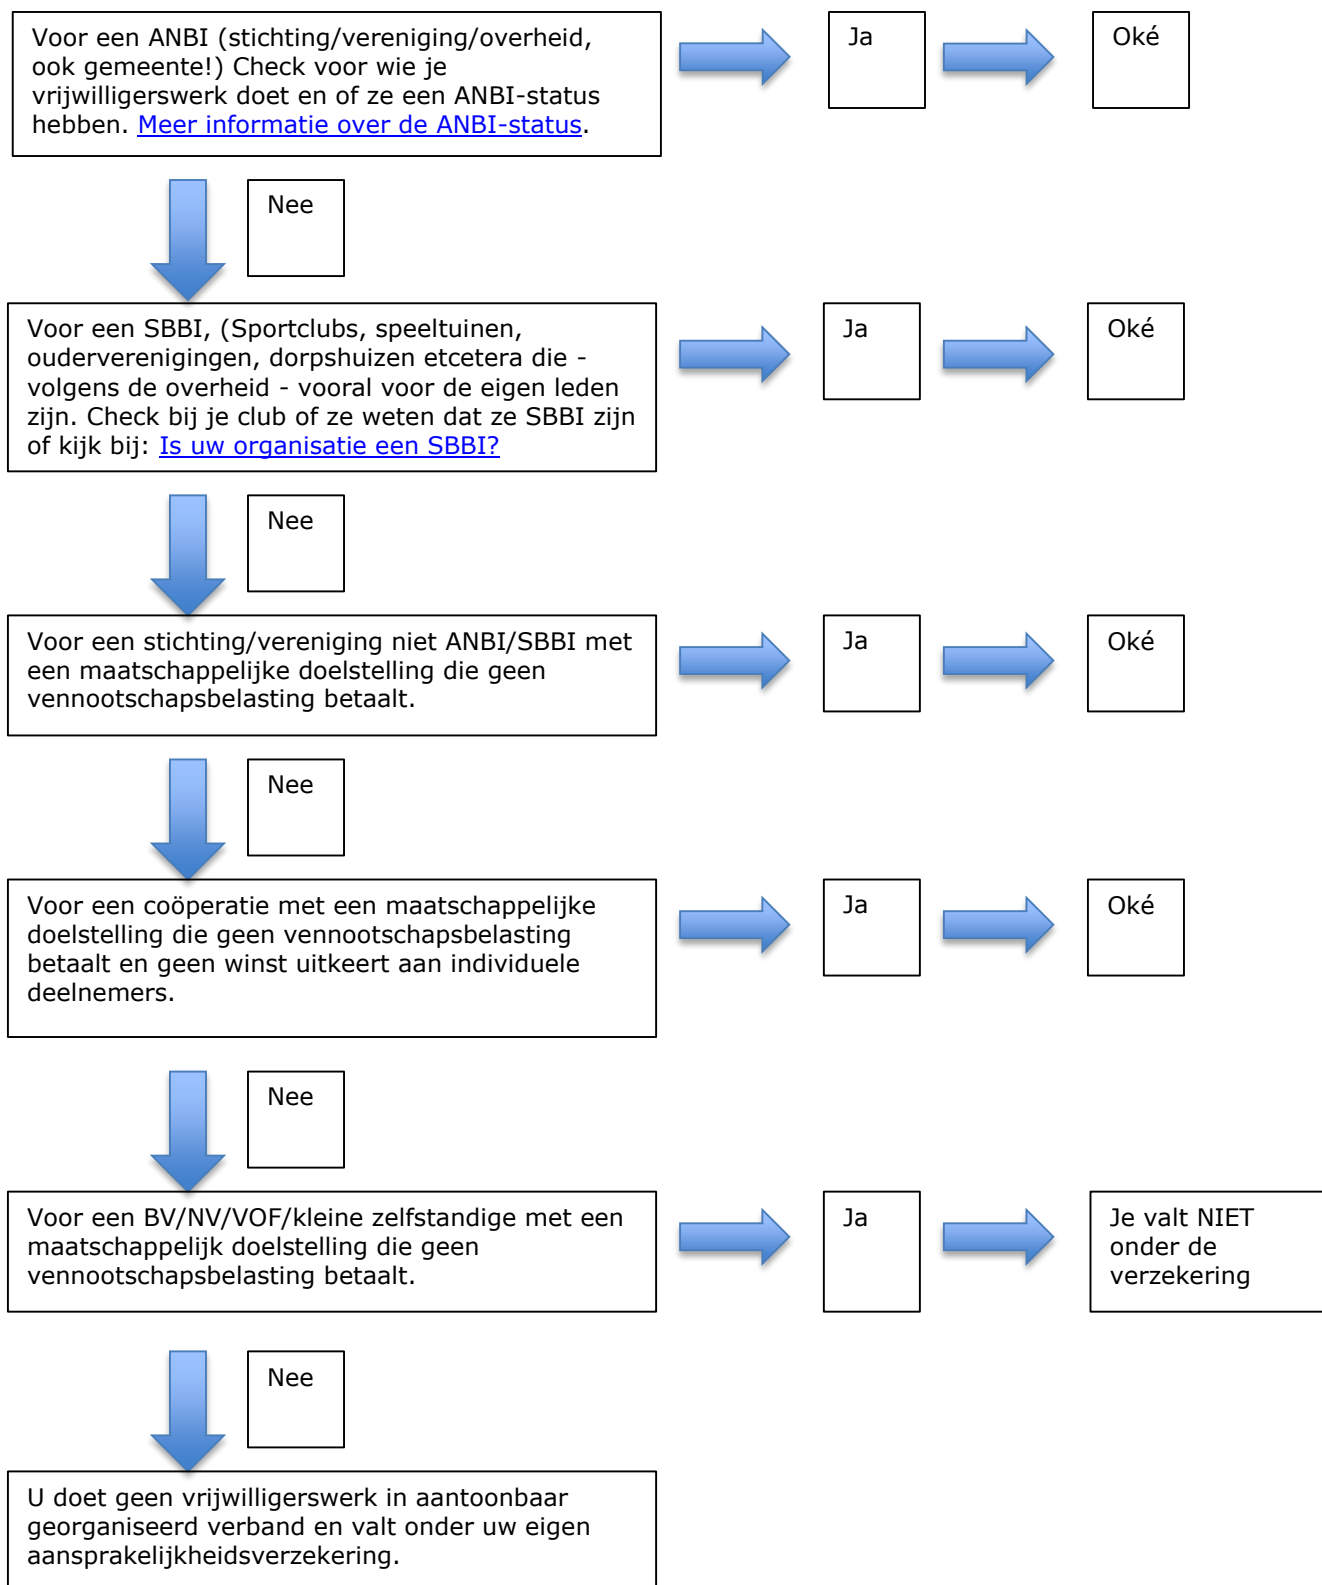 Voor een ANBI (stichting/vereniging/overheid,
ook gemeente!) Check voor wie je
vrijwilligerswerk doet en of ze een ANBI-status
hebben. Meer informatie over de ANBI-status.
Ja
Oké
Nee
Voor een SBBI, (Sportclubs, speeltuinen,
ouderverenigingen, dorpshuizen etcetera die -
volgens de overheid - vooral voor de eigen leden
zijn. Check bij je club of ze weten dat ze SBBI zijn
of kijk bij: Is uw organisatie een SBBI?
Ja
Oké
Nee
Voor een stichting/vereniging niet ANBI/SBBI met
een maatschappelijke doelstelling die geen
vennootschapsbelasting betaalt.
Ja
Oké
Nee
Voor een coöperatie met een maatschappelijke
doelstelling die geen vennootschapsbelasting
betaalt en geen winst uitkeert aan individuele
deelnemers.
Ja
Oké
Nee
Voor een BV/NV/VOF/kleine zelfstandige met een
maatschappelijk doelstelling die geen
vennootschapsbelasting betaalt.
Ja
Je valt NIET
onder de
verzekering
Nee
U doet geen vrijwilligerswerk in aantoonbaar
georganiseerd verband en valt onder uw eigen
aansprakelijkheidsverzekering.